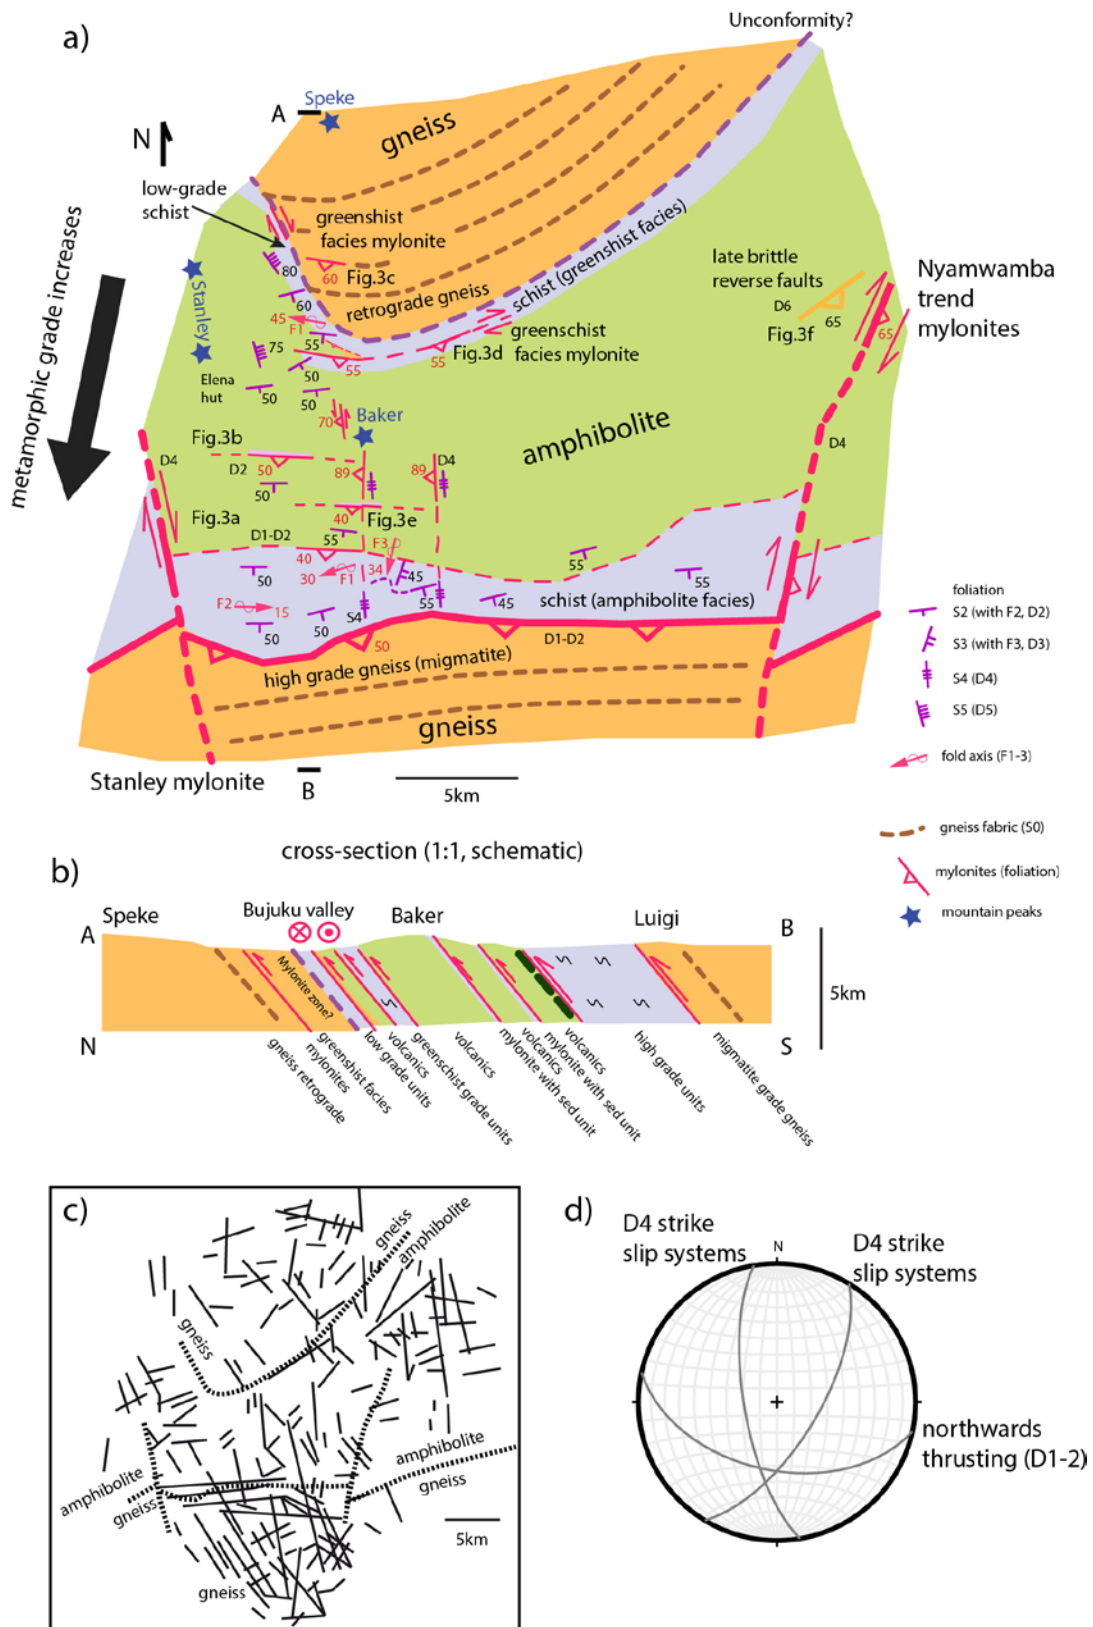 a)
Unconformity?
Speke
A
N
gneiss
low-grade
schist
greenshist
facies mylonite
80
60
Fig.3c
schist (greenshist facies)
retrograde gneiss
late brittle
reverse faults
D6
65
Fig.3f
Nyamwamba
trend
mylonites
65
metamorphic grade increases
Stanley
60
45
F1
55
75
55
50
Fig.3d
55
greenschist
facies mylonite
Elena
hut
50
50
70
Baker
amphibolite
Fig.3b
D4
D2
50
89
89
D4
D4
50
Fig.3a
40
Fig.3e
D1-D2
55
F3
40
50
30
F1
34
45
55
55
F2
15
50
50
S4
55
45
schist (amphibolite facies)
50
D1-D2
high grade gneiss (migmatite)
gneiss
Stanley mylonite
B
5km
foliation
S2 (with F2, D2)
S3 (with F3, D3)
S4 (D4)
S5 (D5)
fold axis (F1-3)
gneiss fabric (S0)
mylonites (foliation)
mountain peaks
cross-section (1:1, schematic)
b)
Speke
Bujuku valley
Baker
Luigi
A
B
Mylonite zone?
5km
N
S
gneiss retrograde
greenshist facies
mylonites
low grade units
volcanics
greenschist grade units
volcanics
mylonite with sed unit
volcanics
mylonite with sed unit
volcanics
high grade units
migmatite grade gneiss
c)
gneiss
amphibolite
gneiss
amphibolite
gneiss
amphibolite
gneiss
5km
gneiss
d)
D4 strike
slip systems
N
D4 strike
slip systems
northwards
thrusting (D1-2)